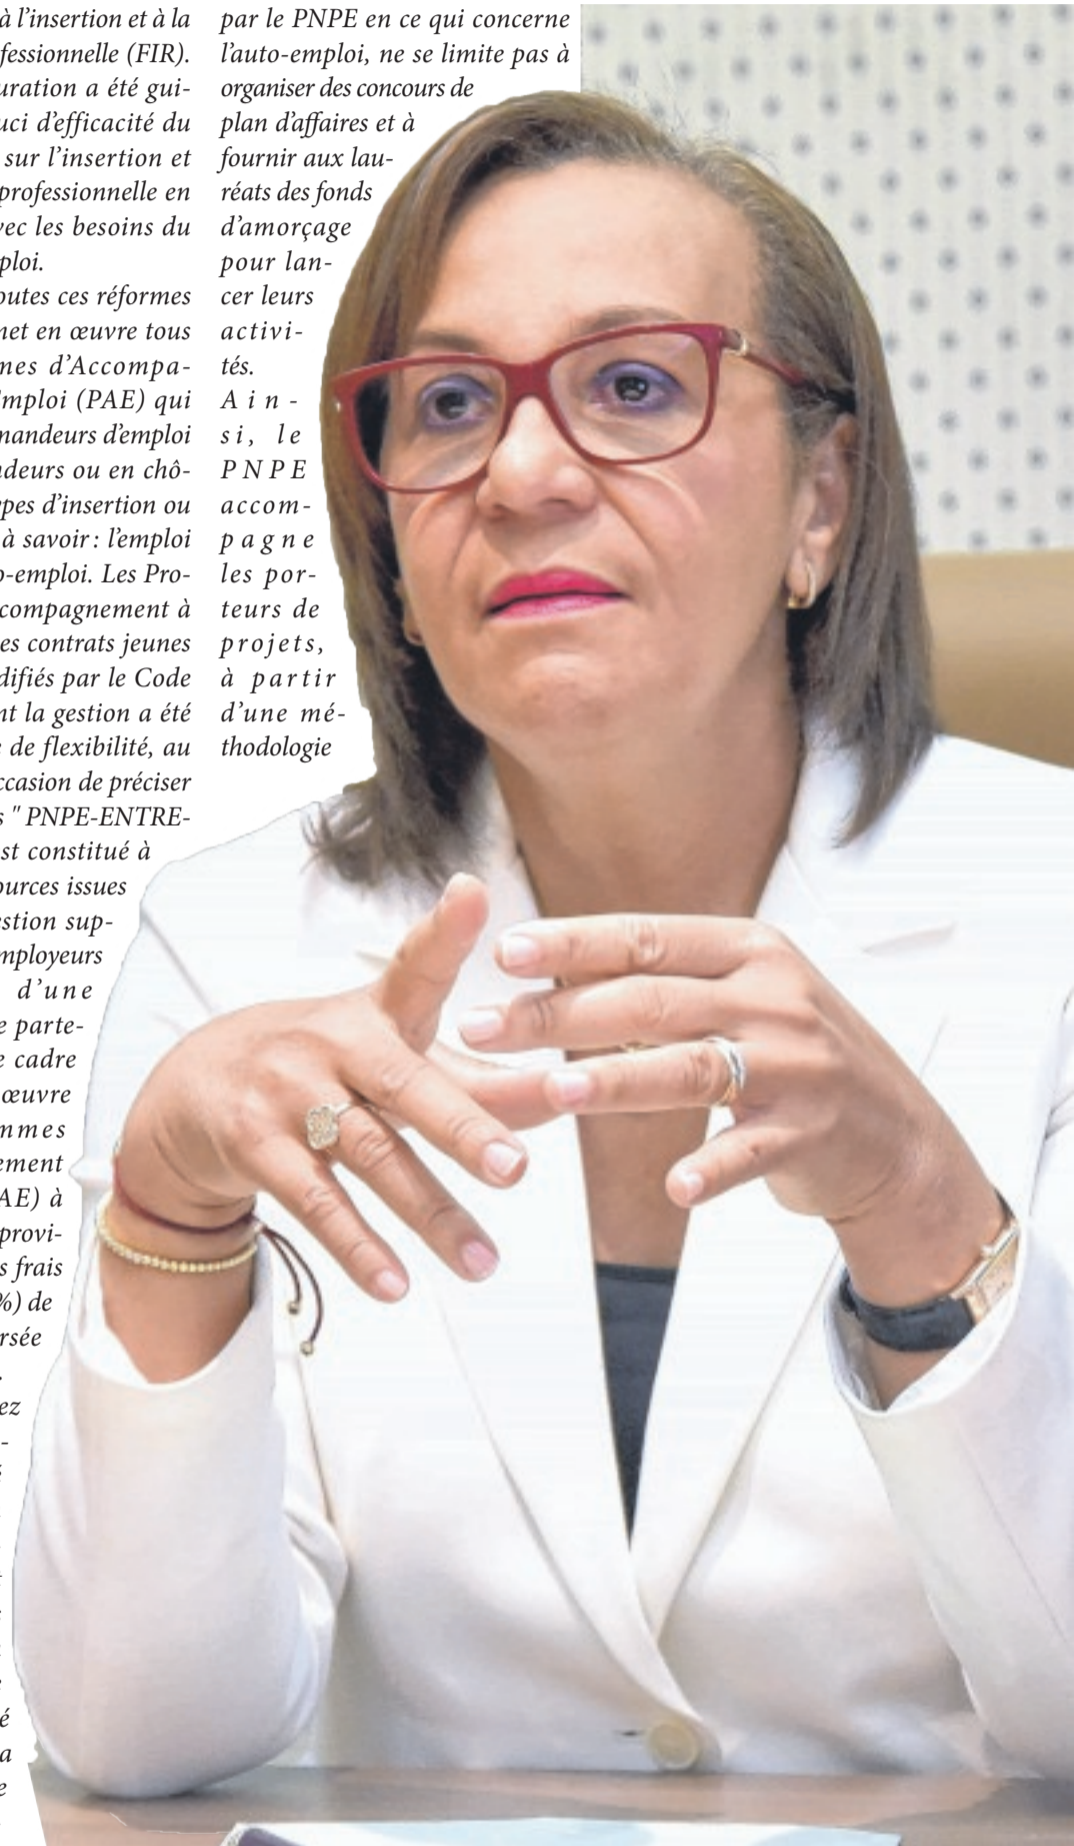 à l'insertion et à la
fessionnelle (FIR).
uration a été gui-
uci d'efficacité du
sur l'insertion et
professionnelle en
vec les besoins du
ploi.
outes ces réformes
met en œuvre tous
mes d'Accompa-
Emploi (PAE) qui
mandeurs d'emploi
ndeurs ou en chô-
pes d'insertion ou
à savoir : l'emploi
o-emploi. Les Pro-
compagnement à
es contrats jeunes
difiés par le Code
nt la gestion a été
e de flexibilité, au
ccasion de préciser
s " PNPE-ENTRE-
st constitué à
ources issues
estion sup-
mployeurs
d'une
e parte-
e cadre
œuvre
mmes
ement
AE) à
provi-
s frais
%) de
rsée
.
ez
-
é
a
e
par le PNPE en ce qui concerne
l'auto-emploi, ne se limite pas à
organiser des concours de
plan d'affaires et à
fournir aux lau-
réats des fonds
d'amorçage
pour lan-
cer leurs
activi-
tés.
Ain-
si, le
PNPE
accom-
pagne
les por-
teurs de
projets,
à partir
d'une mé-
thodologie